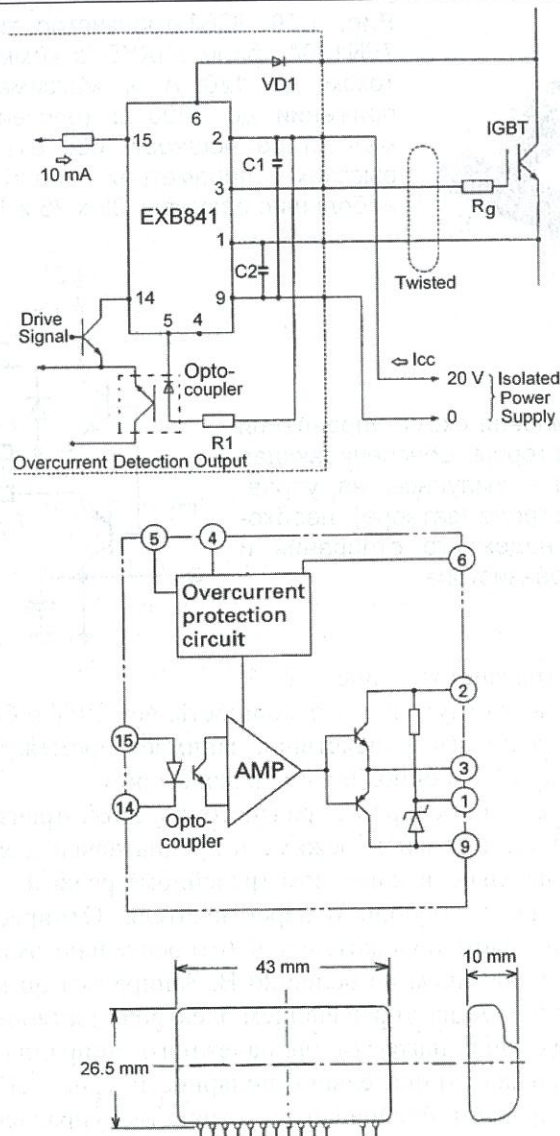 6
VD1
15
2
IGBT
10 mA
C1
3
EXB841
Rg
1
C2
Twisted
14
9
Drive
Signal
5
4
Icc
Opto-
coupler
20 V
Isolated
Power
Supply
0
R1
Overcurrent Detection Output
5
4
6
Overcurrent
protection
circuit
2
15
AMP
3
1
14
Opto-
coupler
9
43 mm
10 mm
26.5 mm